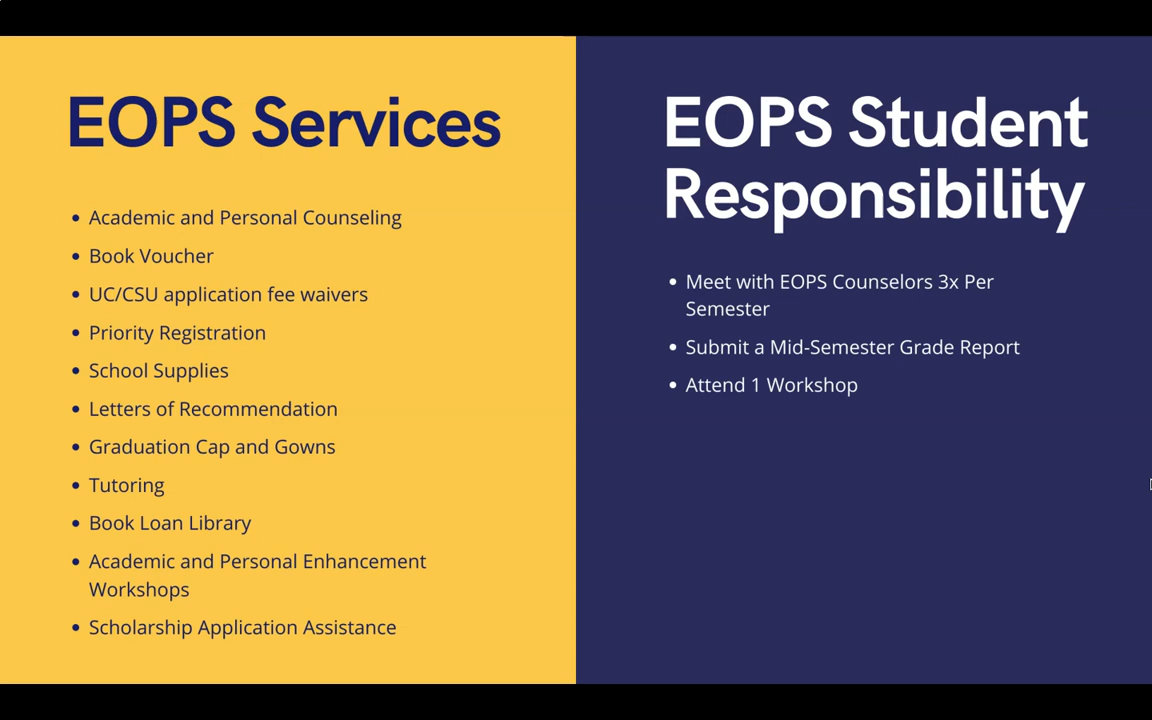 EOPS Services
• Academic and Personal Counseling
• Book Voucher
• UC/CSU application fee waivers
• Priority Registration
• School Supplies
• Letters of Recommendation
• Graduation Cap and Gowns
• Tutoring
• Book Loan Library
• Academic and Personal Enhancement
Workshops
• Scholarship Application Assistance
EOPS Student
Responsibility
• Meet with EOPS Counselors 3x Per
Semester
• Submit a Mid-Semester Grade Report
• Attend 1 Workshop